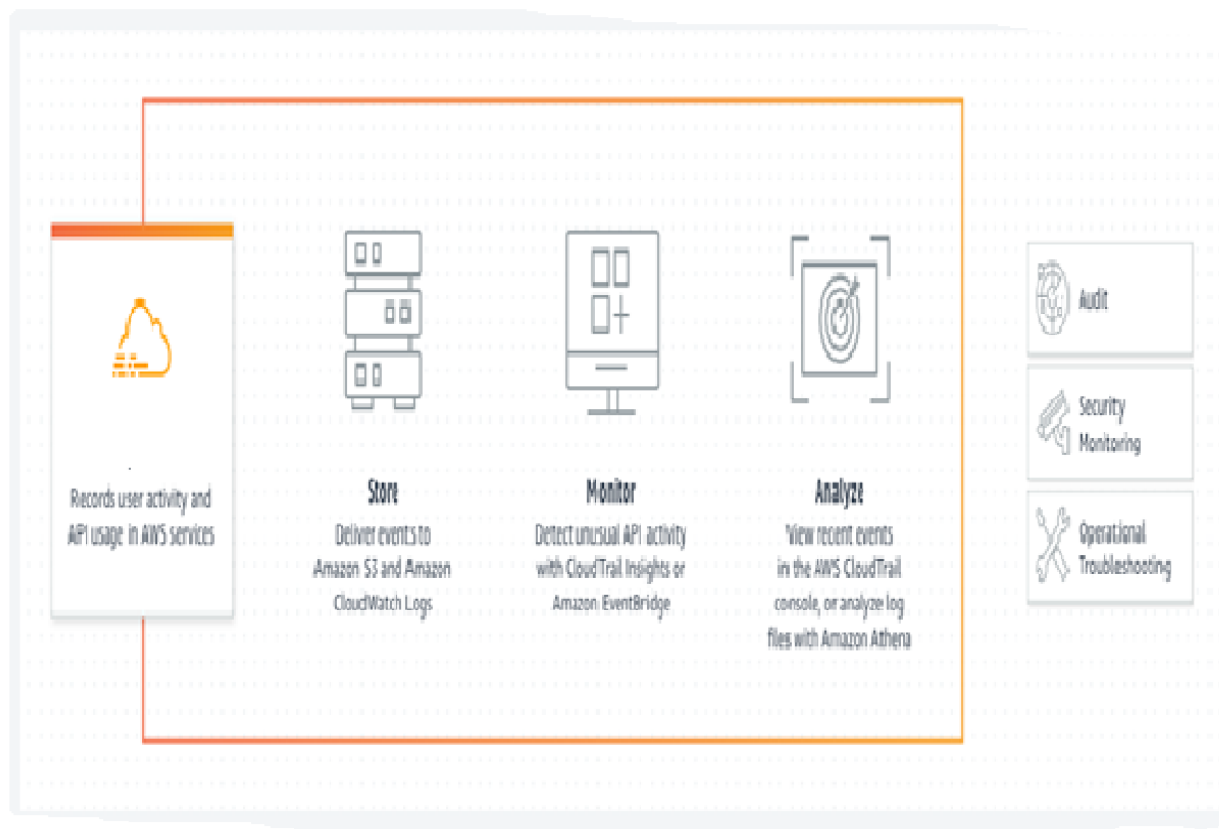 Records user activity and
API usage in AWS services
Store
Deliver events to
Amazon S3 and Amazon
CloudWatch Logs
Monitor
Detect unusual API activity
with CloudTrail Insights or
Amazon EventBridge
Analyze
View recent events
in the AWS CloudTrail
console, or analyze log
files with Amazon Athena
Audit
Security
Monitoring
Operational
Troubleshooting